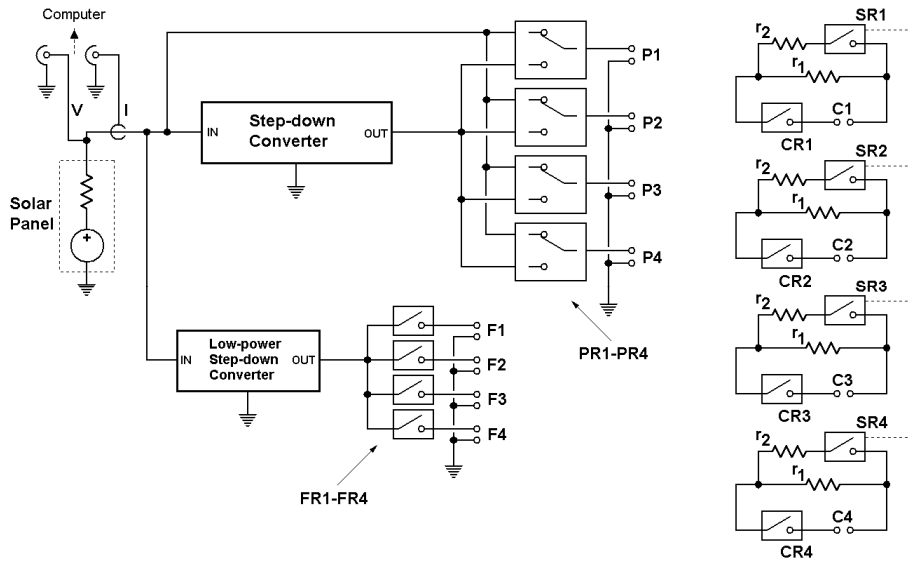 Computer
V
I
Solar
Panel
IN
Step-down
Converter
OUT
P1
P2
P3
P4
PR1-PR4
IN
Low-power
Step-down
Converter
OUT
F1
F2
F3
F4
FR1-FR4
SR1
r2
r1
C1
CR1
SR2
r2
r1
C2
CR2
SR3
r2
r1
C3
CR3
SR4
r2
r1
C4
CR4